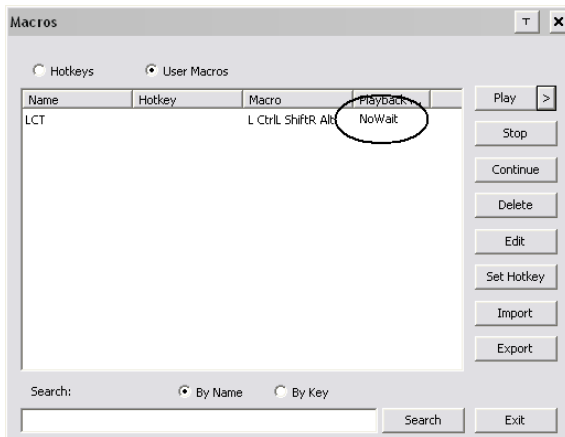 Macros T X
Hotkeys User Macros
Name Hotkey Macro Playback ...
LCT L CtrlL ShiftR Alt NoWait
Play >
Stop
Continue
Delete
Edit
Set Hotkey
Import
Export
Search: By Name By Key
Search Exit